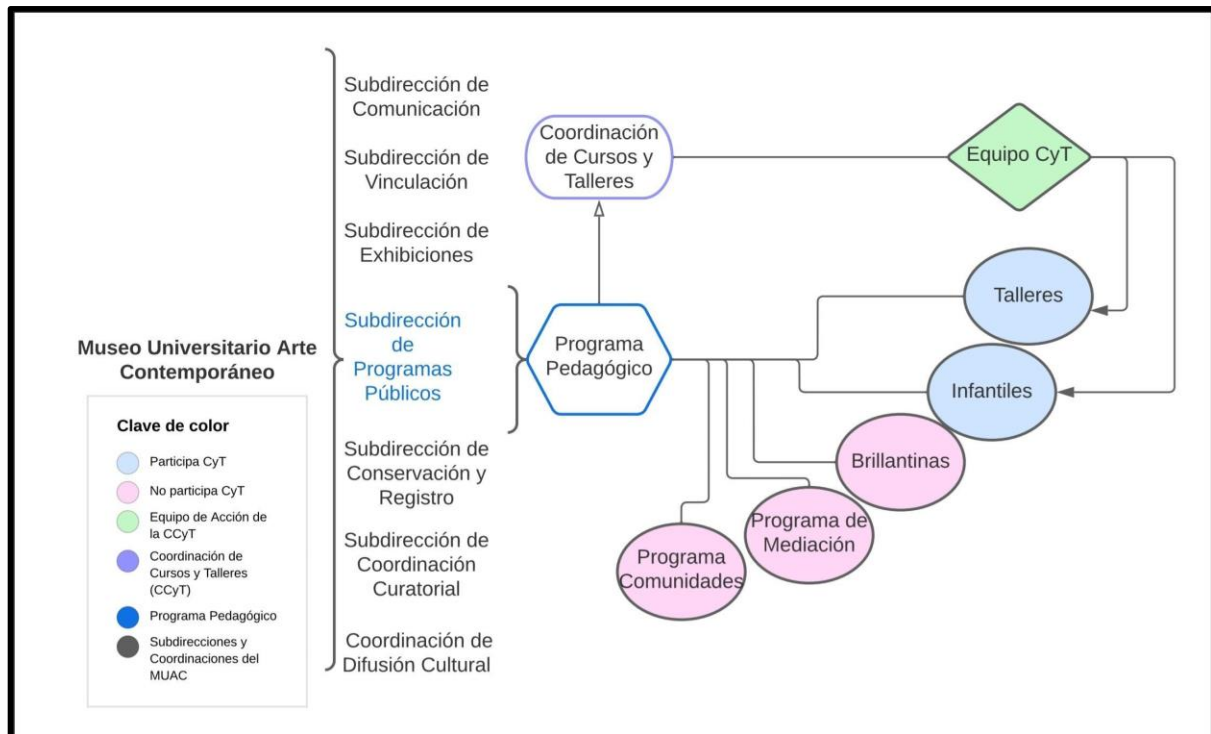 Museo Universitario Arte
Contemporáneo
Clave de color
Participa CyT
No participa CyT
Equipo de Acción de
la CCyT
Coordinación de
Cursos y Talleres
(CCyT)
Programa Pedagógico
Subdirecciones y
Coordinaciones del
MUAC
Subdirección de
Comunicación
Subdirección de
Vinculación
Subdirección de
Exhibiciones
Subdirección
de
Programas
Públicos
Subdirección de
Conservación y
Registro
Subdirección de
Coordinación
Curatorial
Coordinación de
Difusión Cultural
Coordinación
de Cursos y
Talleres
Programa
Pedagógico
Equipo CyT
Talleres
Infantiles
Brillantinas
Programa de
Mediación
Programa
Comunidades